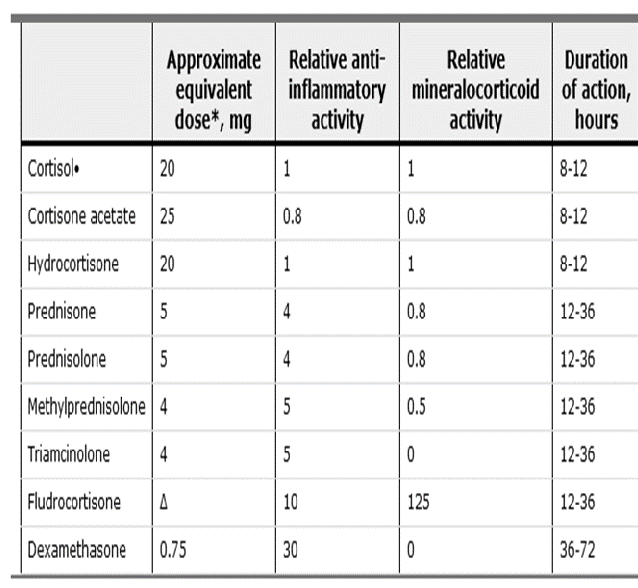 Approximate equivalent dose*, mg | Relative anti-inflammatory activity | Relative mineralocorticoid activity | Duration of action, hours
Cortisol• | 20 | 1 | 1 | 8-12
Cortisone acetate | 25 | 0.8 | 0.8 | 8-12
Hydrocortisone | 20 | 1 | 1 | 8-12
Prednisone | 5 | 4 | 0.8 | 12-36
Prednisolone | 5 | 4 | 0.8 | 12-36
Methylprednisolone | 4 | 5 | 0.5 | 12-36
Triamcinolone | 4 | 5 | 0 | 12-36
Fludrocortisone | Δ | 10 | 125 | 12-36
Dexamethasone | 0.75 | 30 | 0 | 36-72